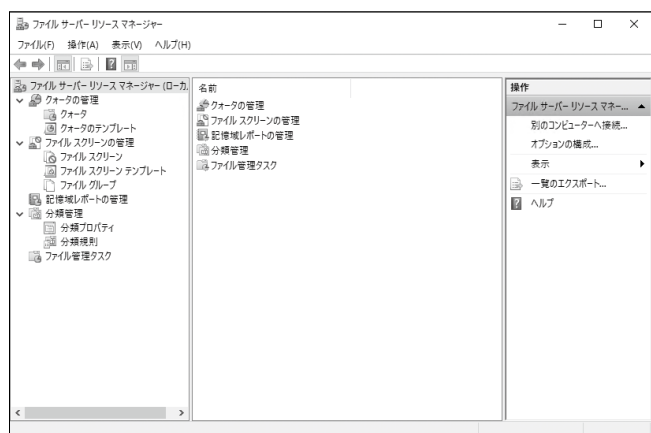 ファイル サーバー リソース マネージャー
ファイル(F) 操作(A) 表示(V) ヘルプ(H)
ファイル サーバー リソース マネージャー (ローカ
クォータの管理
クォータ
クォータのテンプレート
ファイル スクリーンの管理
ファイル スクリーン
ファイル スクリーン テンプレート
ファイル グループ
記憶域レポートの管理
分類管理
分類プロパティ
分類規則
ファイル管理タスク
名前
クォータの管理
ファイル スクリーンの管理
記憶域レポートの管理
分類管理
ファイル管理タスク
操作
ファイル サーバー リソース マネー...
別のコンピューターへ接続...
オプションの構成...
表示
一覧のエクスポート...
ヘルプ